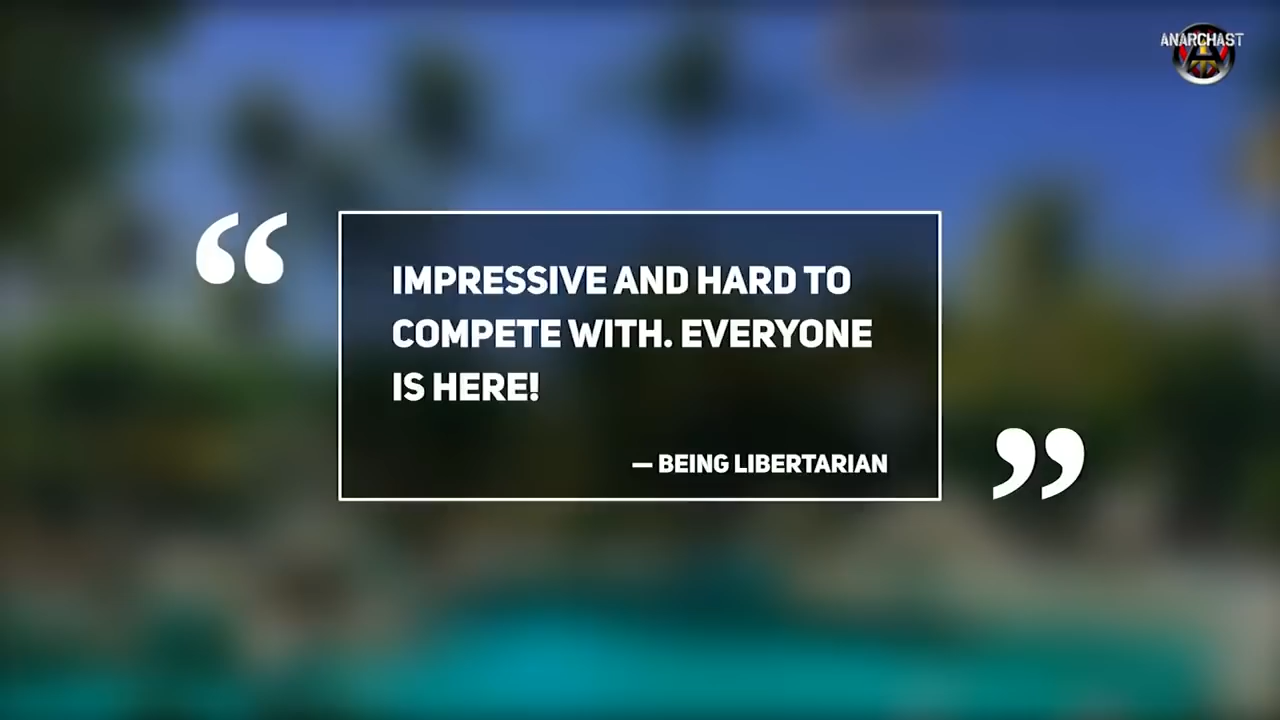 ANARCHAST
“
IMPRESSIVE AND HARD TO
COMPETE WITH. EVERYONE
IS HERE!
— BEING LIBERTARIAN
”